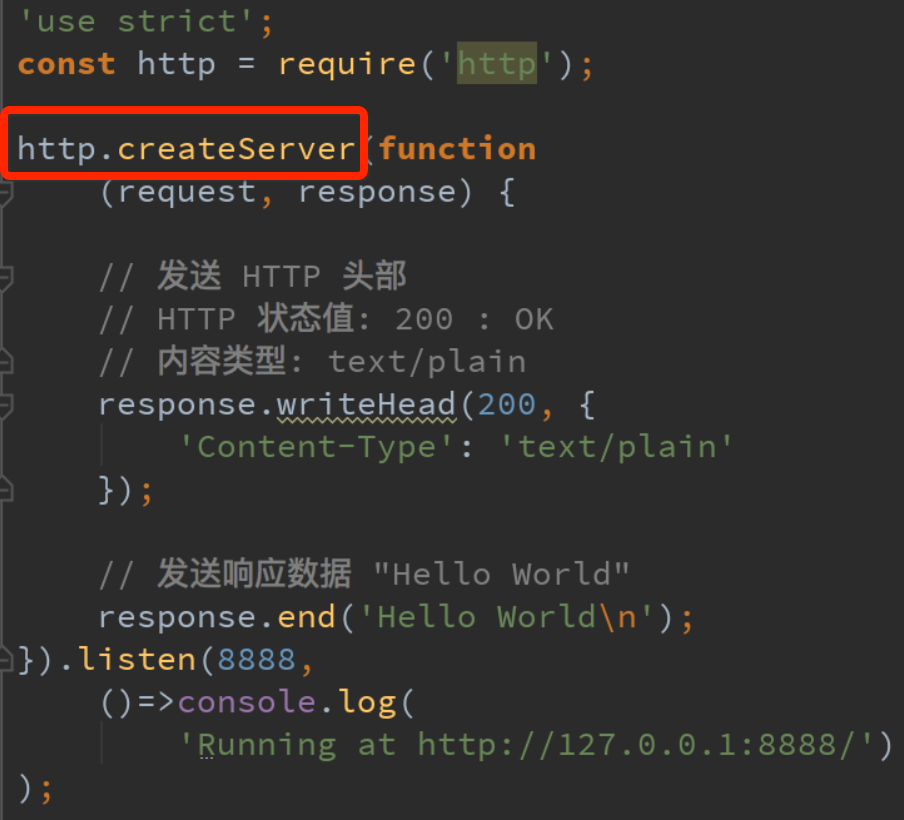 'use strict';
const http = require('http');
http.createServer(function
(request, response) {
// 发送 HTTP 头部
// HTTP 状态值: 200 : OK
// 内容类型: text/plain
response.writeHead(200, {
'Content-Type': 'text/plain'
});
// 发送响应数据 "Hello World"
response.end('Hello World\n');
}).listen(8888,
()=>console.log(
'Running at http://127.0.0.1:8888/')
);